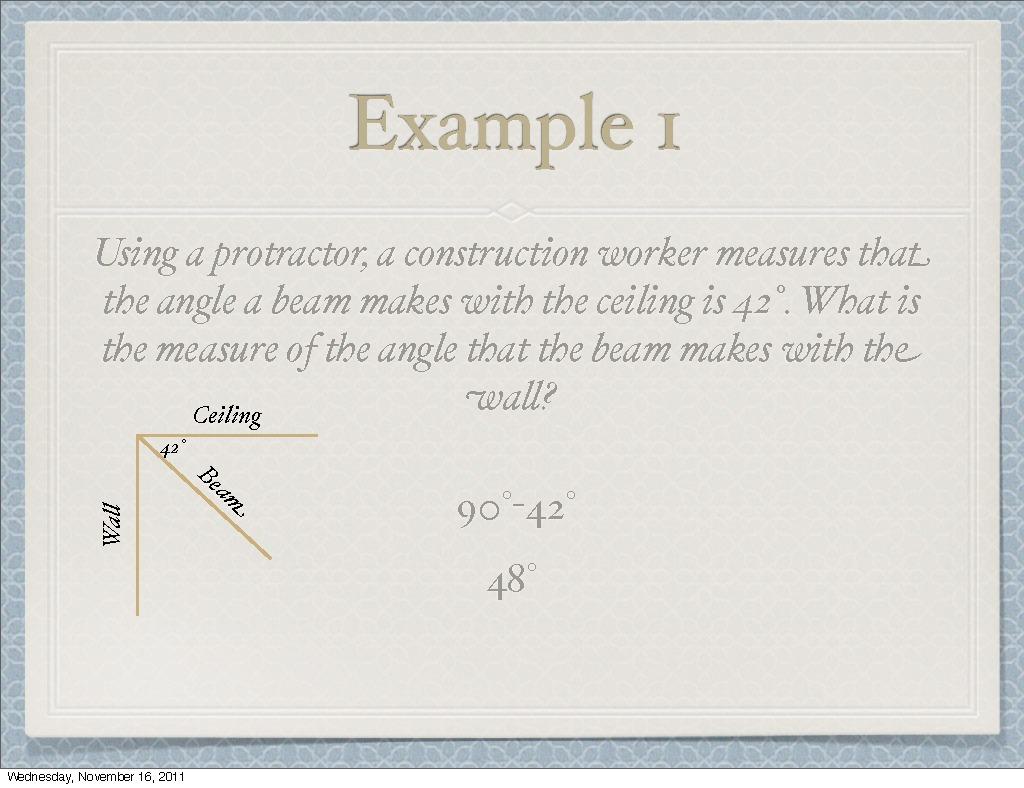 Example 1
Using a protractor, a construction worker measures that
the angle a beam makes with the ceiling is 42°. What is
the measure of the angle that the beam makes with the
wall?
Ceiling
42°
Beam
Wall
90°-42°
48°
Wednesday, November 16, 2011